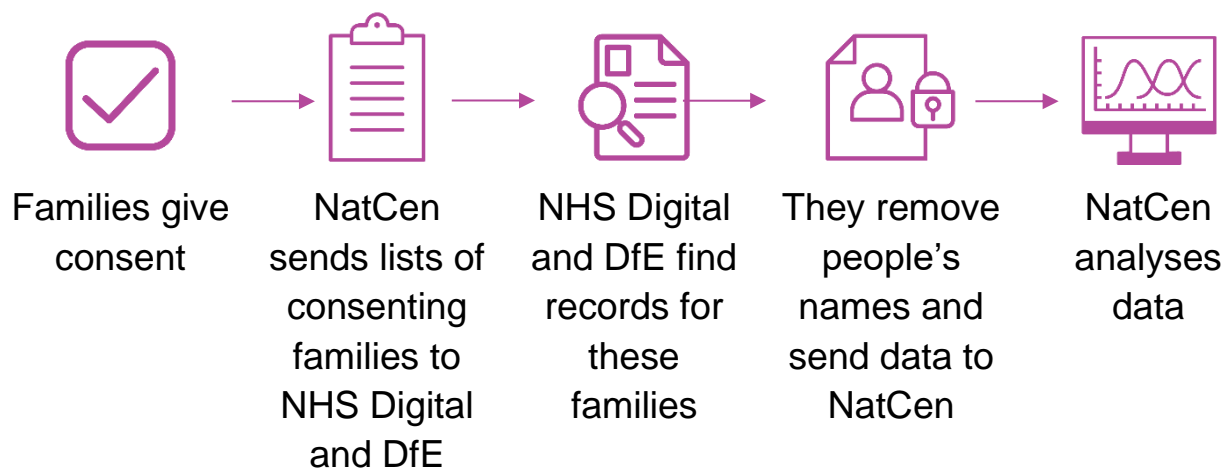 Families give
consent
NatCen
sends lists of
consenting
families to
NHS Digital
and DfE
NHS Digital
and DfE find
records for
these
families
They remove
people’s
names and
send data to
NatCen
NatCen
analyses
data